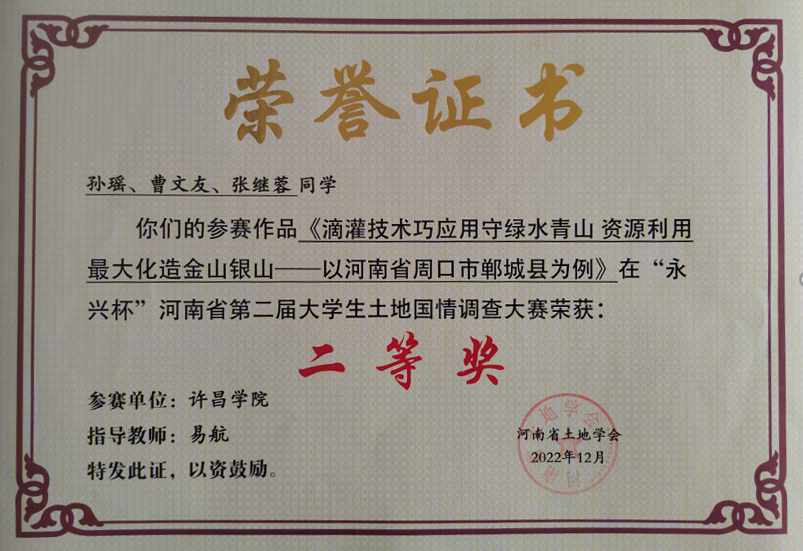 荣誉证书
孙瑶、曹文友、张继蓉 同学
你们的参赛作品《滴灌技术巧应用守绿水青山 资源利用
最大化造金山银山——以河南省周口市郸城县为例》在“永
兴杯”河南省第二届大学生土地国情调查大赛荣获：
二等奖
参赛单位：许昌学院
指导教师：易航
特发此证，以资鼓励。
河南省土地学会
2022年12月